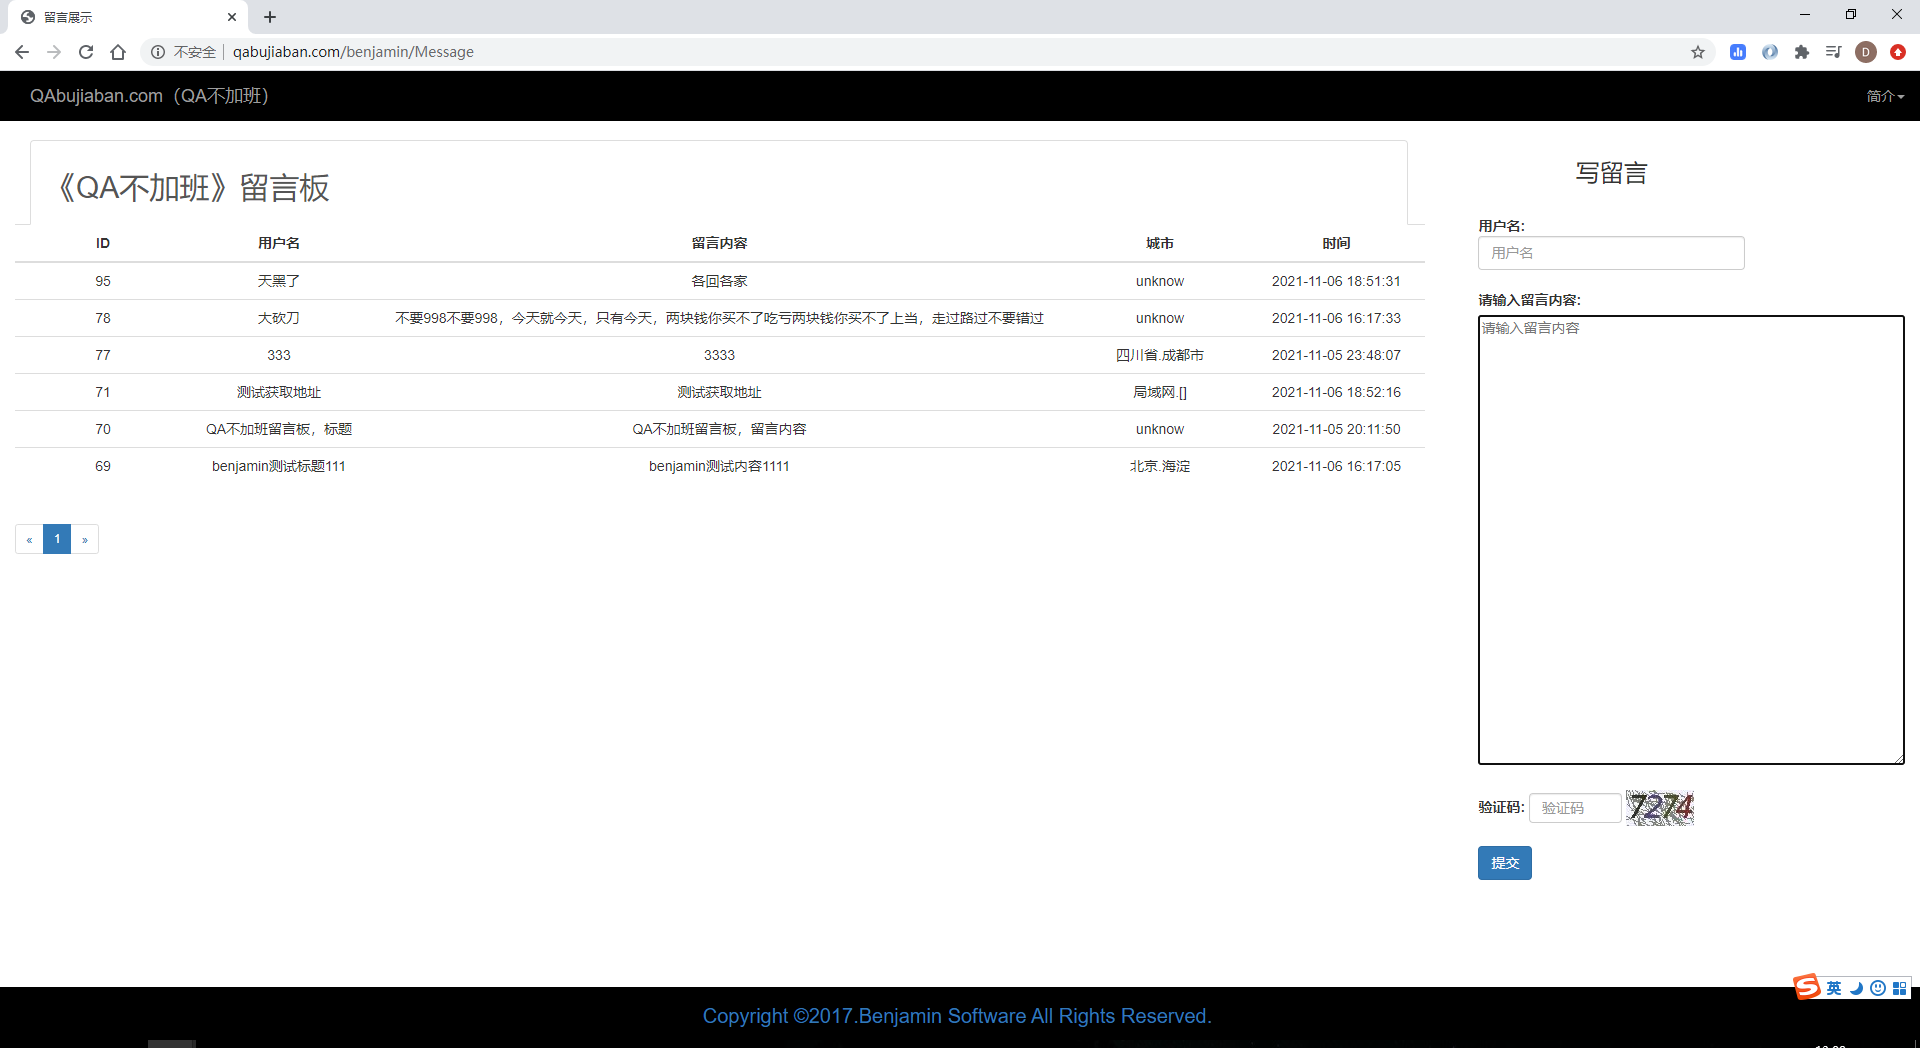 留言展示
不安全 qabujiaban.com/benjamin/Message
D
QAbujiaban.com（QA不加班） 简介
《QA不加班》留言板
ID 用户名 留言内容 城市 时间
95 天黑了 各回各家 unknow 2021-11-06 18:51:31
78 大砍刀 不要998不要998，今天就今天，只有今天，两块钱你买不了吃亏两块钱你买不了上当，走过路过不要错过 unknow 2021-11-06 16:17:33
77 333 3333 四川省.成都市 2021-11-05 23:48:07
71 测试获取地址 测试获取地址 局域网.[] 2021-11-06 18:52:16
70 QA不加班留言板，标题 QA不加班留言板，留言内容 unknow 2021-11-05 20:11:50
69 benjamin测试标题111 benjamin测试内容1111 北京.海淀 2021-11-06 16:17:05
« 1 »
写留言
用户名:
用户名
请输入留言内容:
请输入留言内容
验证码: 验证码 7274
提交
S 英
Copyright ©2017.Benjamin Software All Rights Reserved.